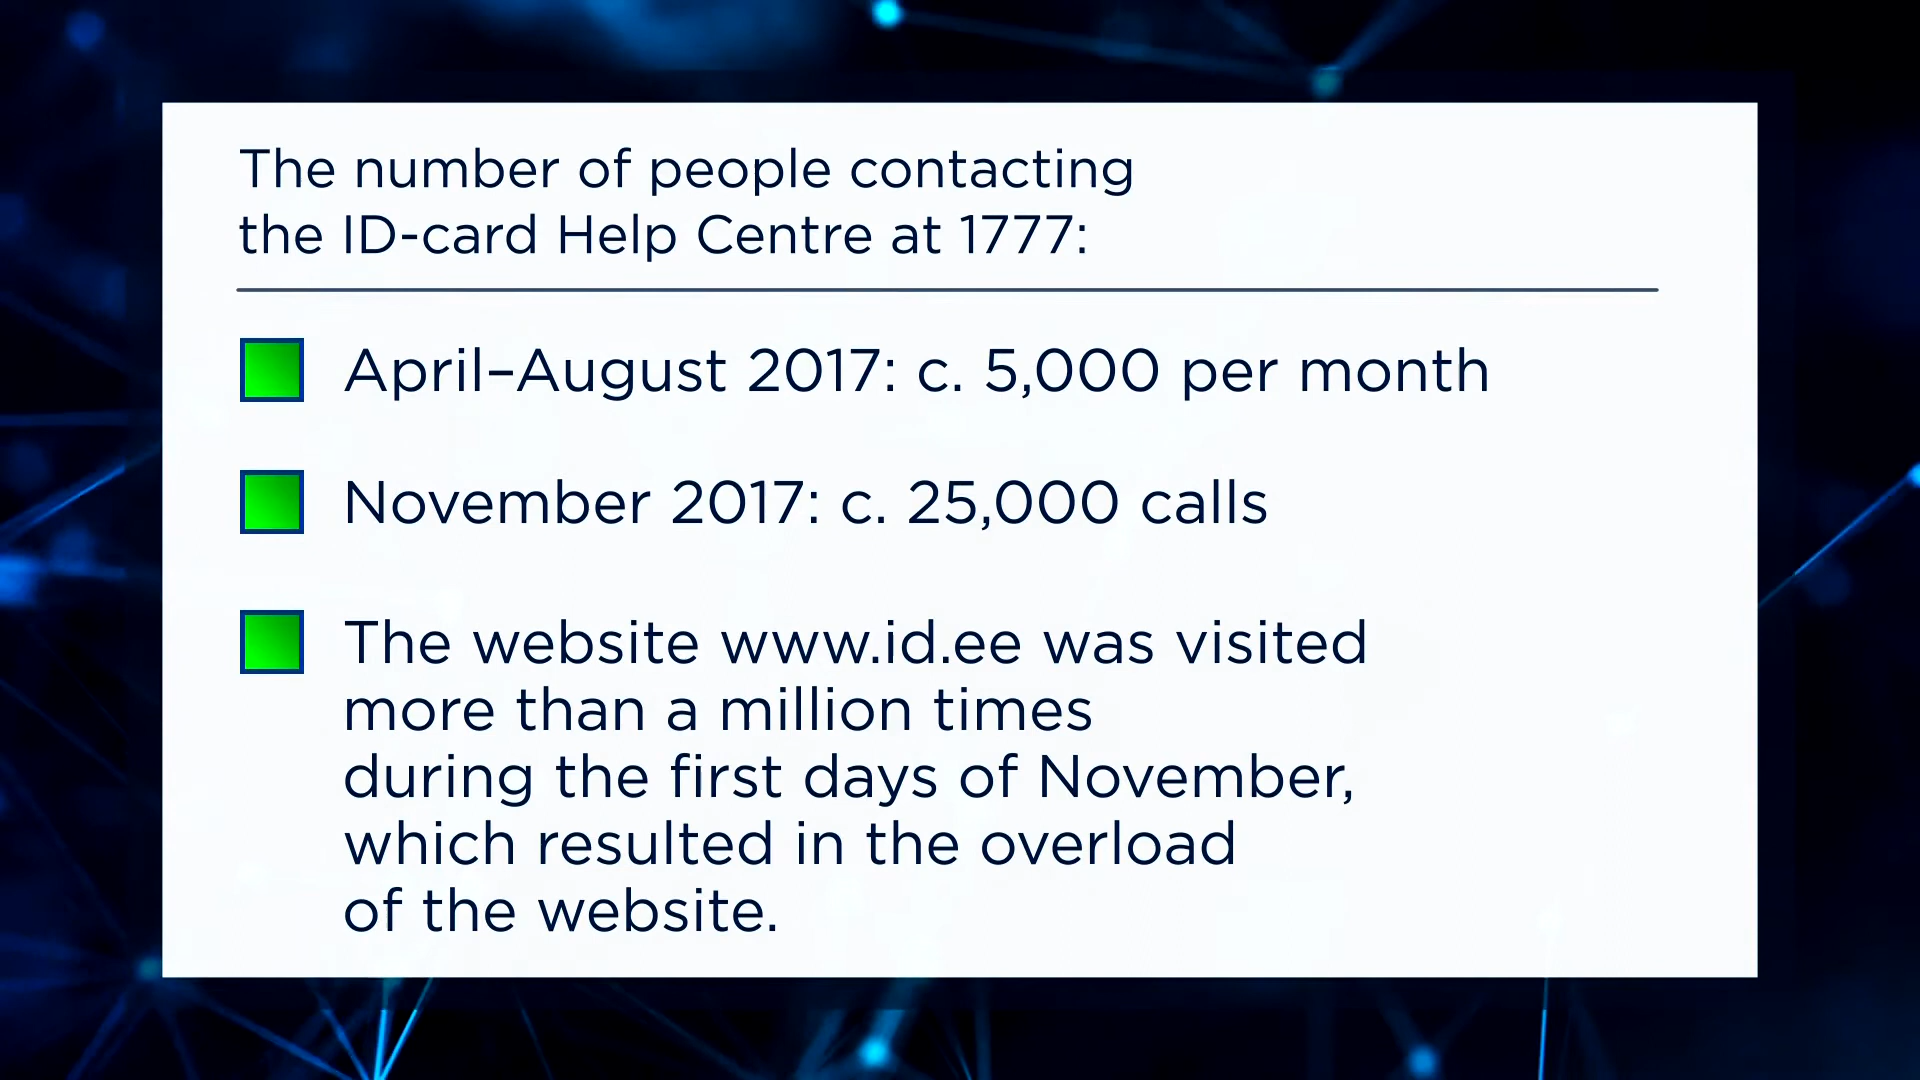 The number of people contacting
the ID-card Help Centre at 1777:
April–August 2017: c. 5,000 per month
November 2017: c. 25,000 calls
The website www.id.ee was visited
more than a million times
during the first days of November,
which resulted in the overload
of the website.